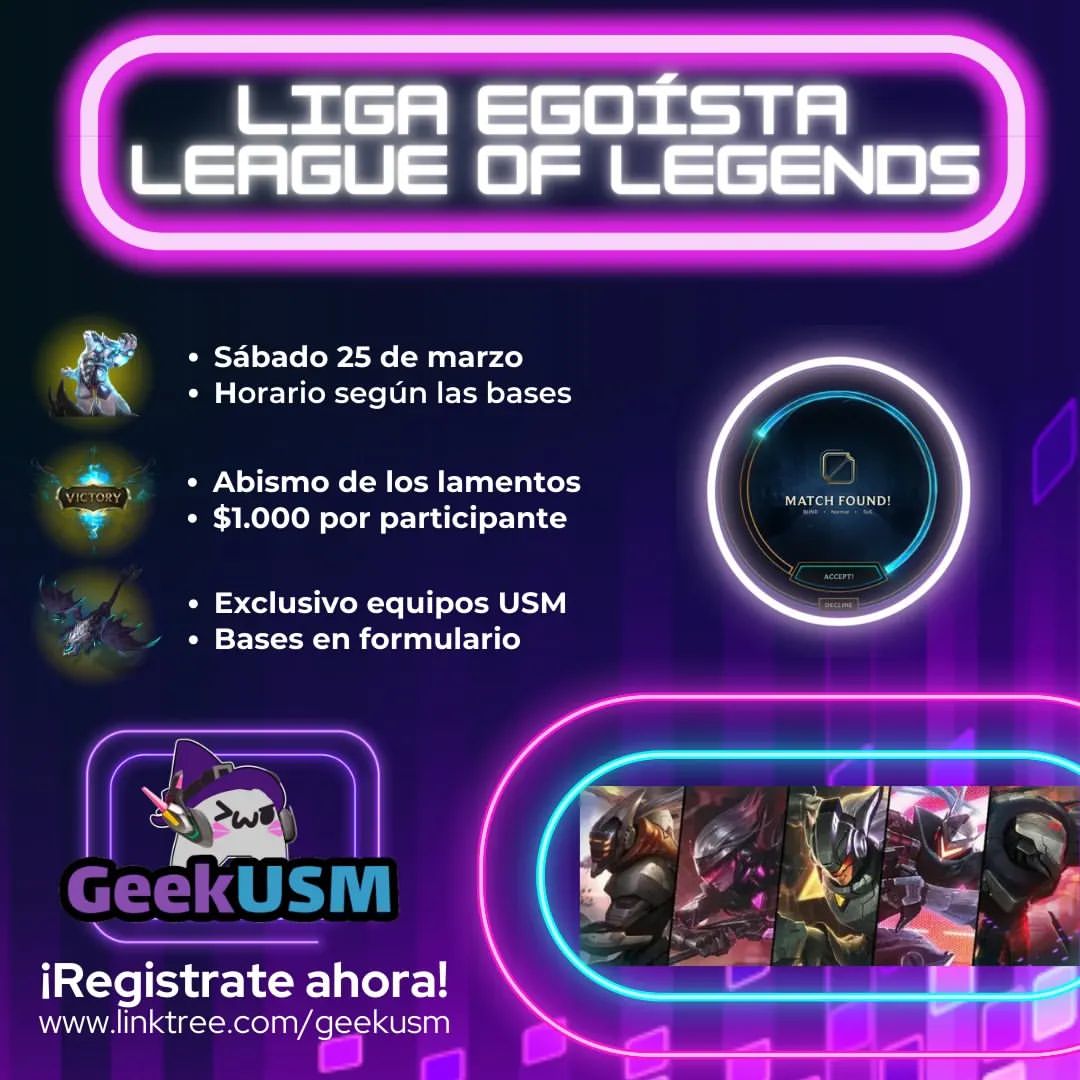 LIGA EGOÍSTA
LEAGUE OF LEGENDS
• Sábado 25 de marzo
• Horario según las bases
VICTORY
• Abismo de los lamentos
• $1.000 por participante
• Exclusivo equipos USM
• Bases en formulario
MATCH FOUND!
ACCEPT!
DECLINE
GeekUSM
¡Registrate ahora!
www.linktree.com/geekusm